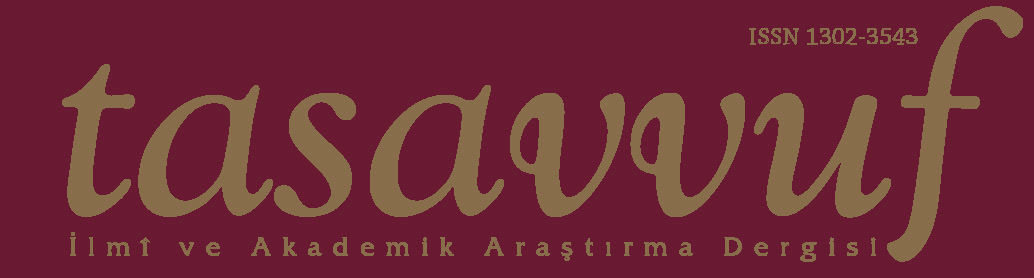 ISSN 1302-3543
tasavvuf
İlmî ve Akademik Araştırma Dergisi